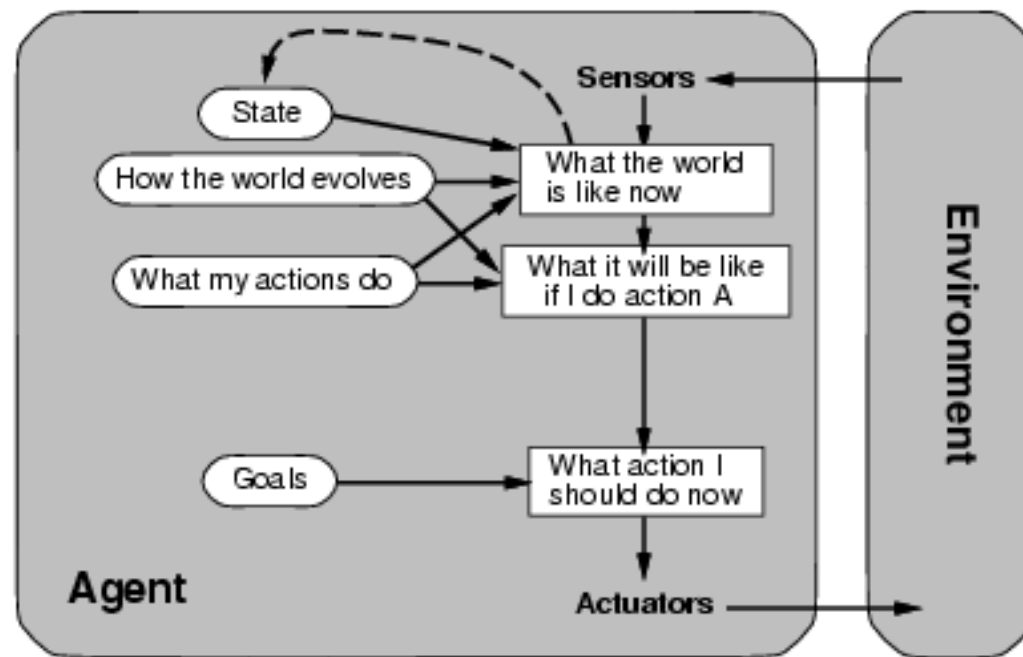 Sensors
State
What the world
is like now
How the world evolves
What it will be like
if I do action A
What my actions do
Environment
Goals
What action I
should do now
Agent
Actuators